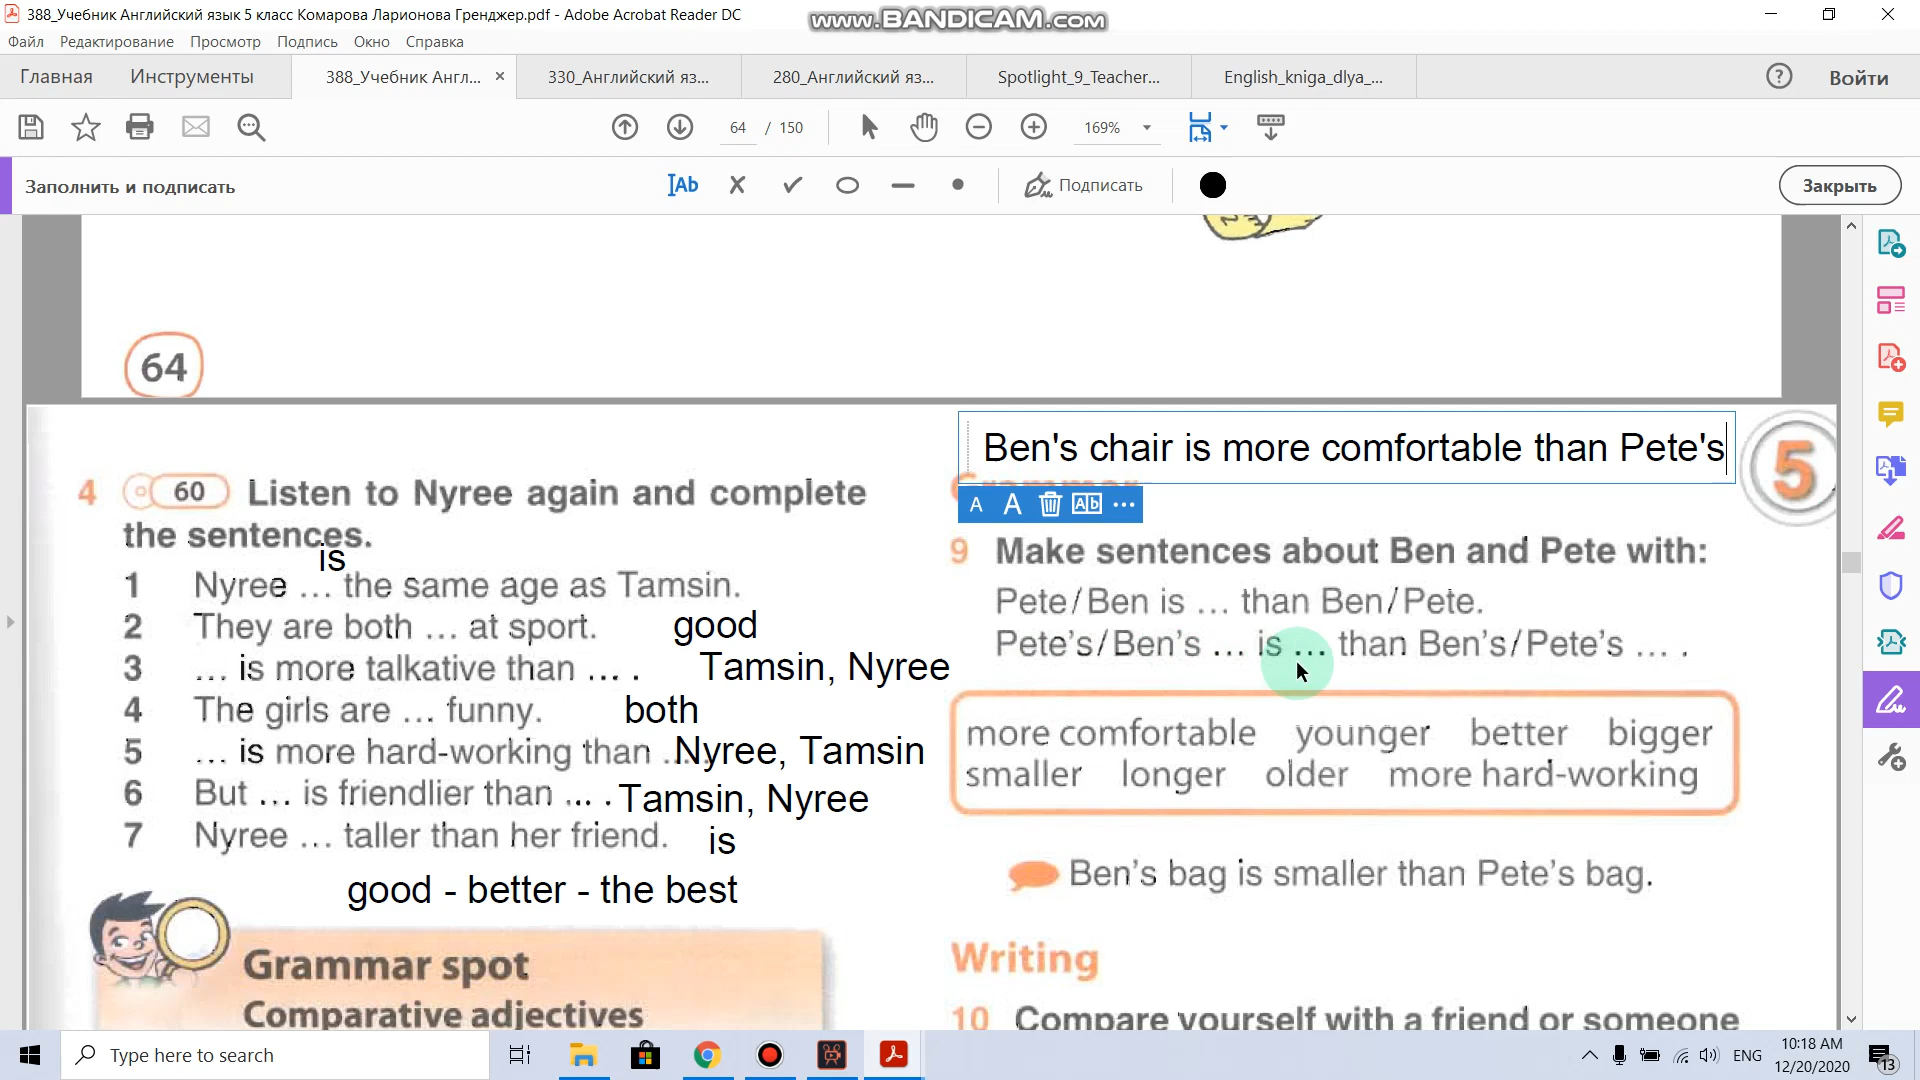 388_Учебник Английский язык 5 класс Комарова Ларионова Гренджер.pdf - Adobe Acrobat Reader DC
www.BANDICAM.com
Файл Редактирование Просмотр Подпись Окно Справка
Главная Инструменты 388_Учебник Англ... × 330_Английский яз... 280_Английский яз... Spotlight_9_Teacher... English_kniga_dlya_... Войти
64 / 150 169%
Заполнить и подписать Ab Подписать Закрыть
64
Ben's chair is more comfortable than Pete's
5
A A Ab ...
4 60 Listen to Nyree again and complete
the sentences.
is
1 Nyree ... the same age as Tamsin.
2 They are both ... at sport. good
3 ... is more talkative than ... . Tamsin, Nyree
4 The girls are ... funny. both
5 ... is more hard-working than ... Nyree, Tamsin
6 But ... is friendlier than ... . Tamsin, Nyree
7 Nyree ... taller than her friend. is
good - better - the best
Grammar spot
Comparative adjectives
9 Make sentences about Ben and Pete with:
Pete/Ben is ... than Ben/Pete.
Pete's/Ben's ... is ... than Ben's/Pete's ... .
more comfortable younger better bigger
smaller longer older more hard-working
Ben's bag is smaller than Pete's bag.
Writing
10 Compare yourself with a friend or someone
Type here to search
ENG
10:18 AM
12/20/2020
13